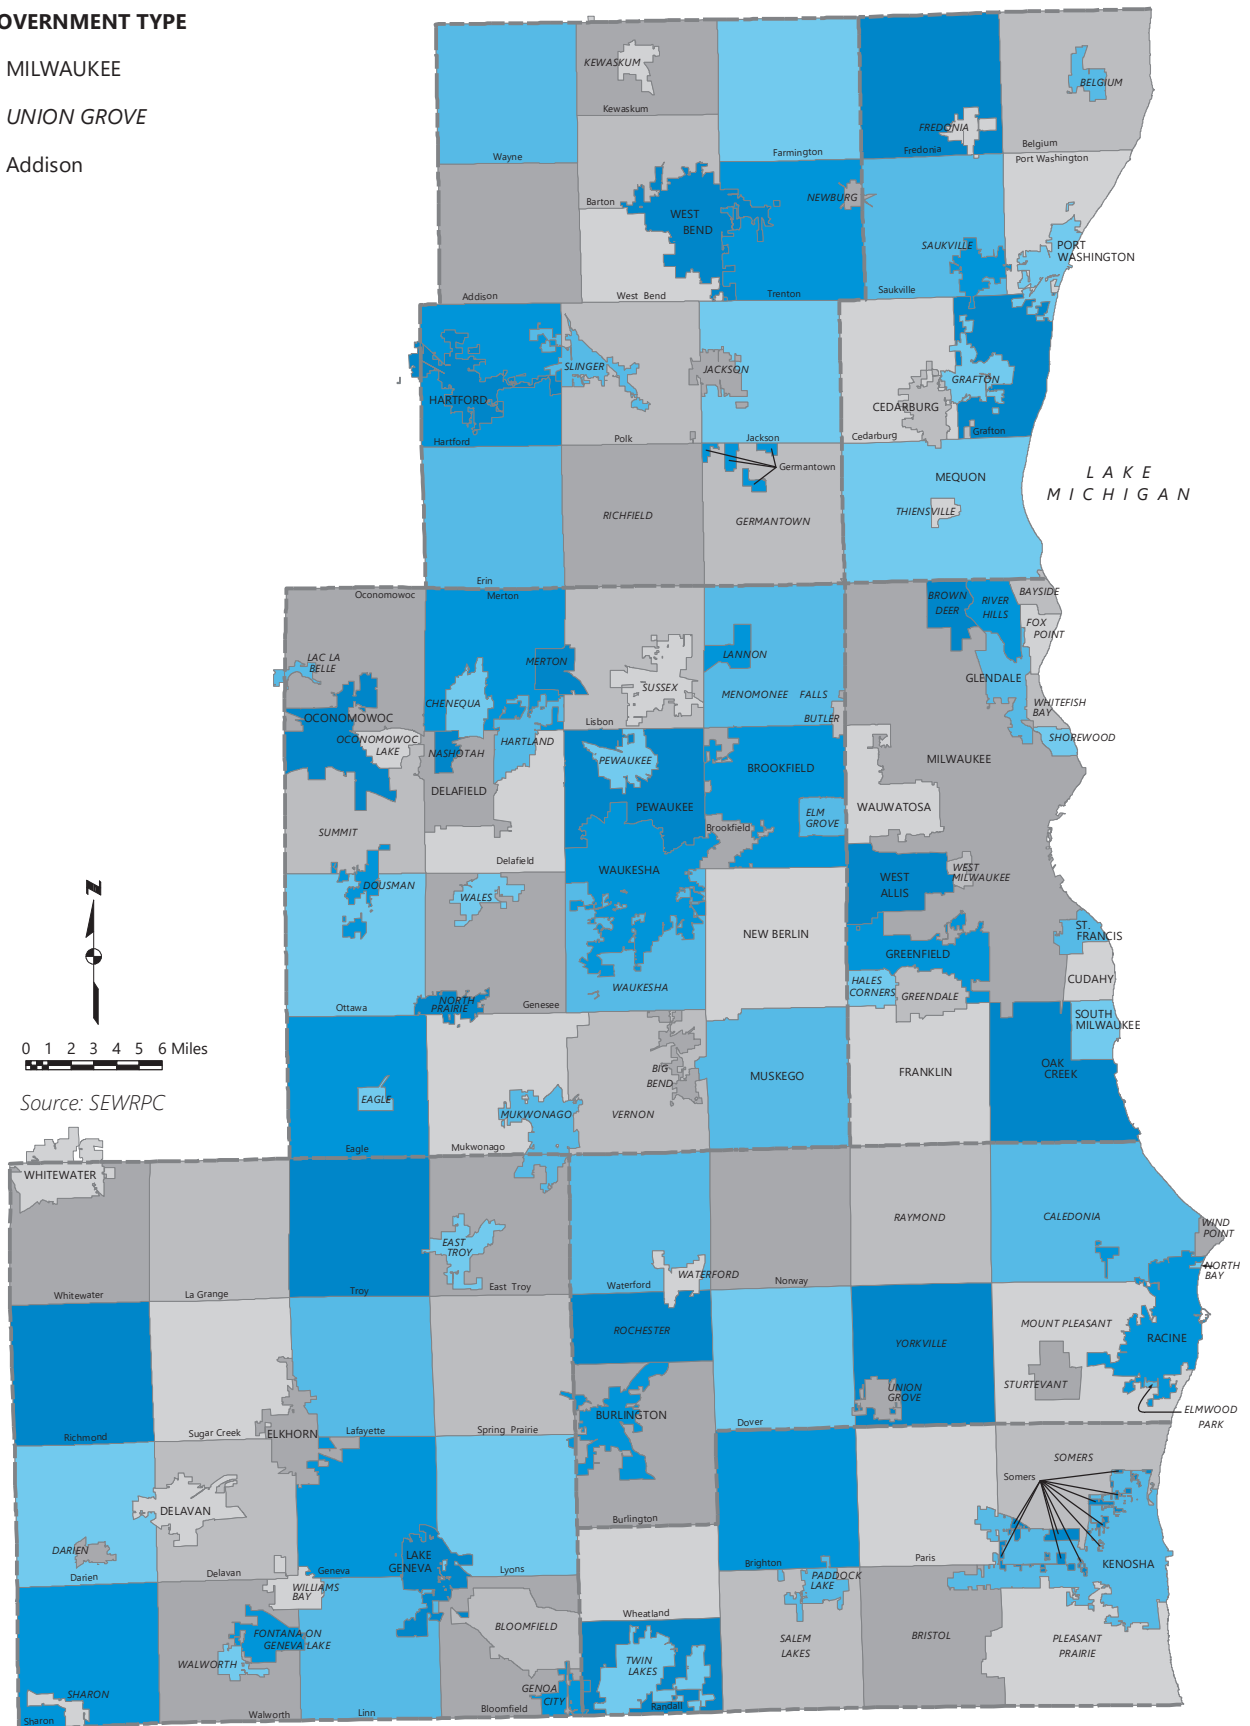 OVERNMENT TYPE
MILWAUKEE
UNION GROVE
Addison
KEWASKUM
Kewaskum
Wayne
Farmington
FREDONIA
Fredonia
BELGIUM
Belgium
Port Washington
Barton
WEST
BEND
NEWBURG
SAUKVILLE
PORT
WASHINGTON
Addison
West Bend
Trenton
Saukville
SLINGER
JACKSON
GRAFTON
HARTFORD
CEDARBURG
Hartford
Polk
Jackson
Cedarburg
Grafton
Germantown
MEQUON
LAKE
MICHIGAN
RICHFIELD
GERMANTOWN
THIENSVILLE
Erin
Oconomowoc
Merton
BROWN
DEER
RIVER
HILLS
BAYSIDE
FOX
POINT
LAC LA
BELLE
MERTON
LANNON
GLENDALE
CHENEQUA
SUSSEX
MENOMONEE FALLS
WHITEFISH
BAY
OCONOMOWOC
Lisbon
BUTLER
OCONOMOWOC
LAKE
NASHOTAH
HARTLAND
SHOREWOOD
PEWAUKEE
BROOKFIELD
MILWAUKEE
DELAFIELD
PEWAUKEE
WAUWATOSA
ELM
GROVE
SUMMIT
Brookfield
Delafield
WAUKESHA
WEST
ALLIS
WEST
MILWAUKEE
DOUSMAN
WALES
NEW BERLIN
ST.
FRANCIS
GREENFIELD
N
HALES
CORNERS
CUDAHY
WAUKESHA
GREENDALE
Ottawa
NORTH
PRAIRIE
Genesee
SOUTH
MILWAUKEE
0 1 2 3 4 5 6 Miles
Source: SEWRPC
BIG
BEND
MUSKEGO
FRANKLIN
OAK
CREEK
EAGLE
MUKWONAGO
VERNON
Eagle
Mukwonago
WHITEWATER
RAYMOND
CALEDONIA
WIND
POINT
EAST
TROY
NORTH
BAY
WATERFORD
Whitewater
La Grange
Troy
East Troy
Waterford
Norway
ROCHESTER
YORKVILLE
MOUNT PLEASANT
RACINE
UNION
GROVE
STURTEVANT
ELMWOOD
PARK
BURLINGTON
Dover
Richmond
Sugar Creek
ELKHORN
Lafayette
Spring Prairie
SOMERS
Somers
DELAVAN
Burlington
DARIEN
Darien
Delavan
Geneva
LAKE
GENEVA
Lyons
Brighton
Paris
KENOSHA
PADDOCK
LAKE
WILLIAMS
BAY
Wheatland
FONTANA ON
GENEVA LAKE
BLOOMFIELD
SALEM
LAKES
BRISTOL
PLEASANT
PRAIRIE
WALWORTH
TWIN
LAKES
SHARON
GENOA
CITY
Sharon
Walworth
Linn
Bloomfield
Randall